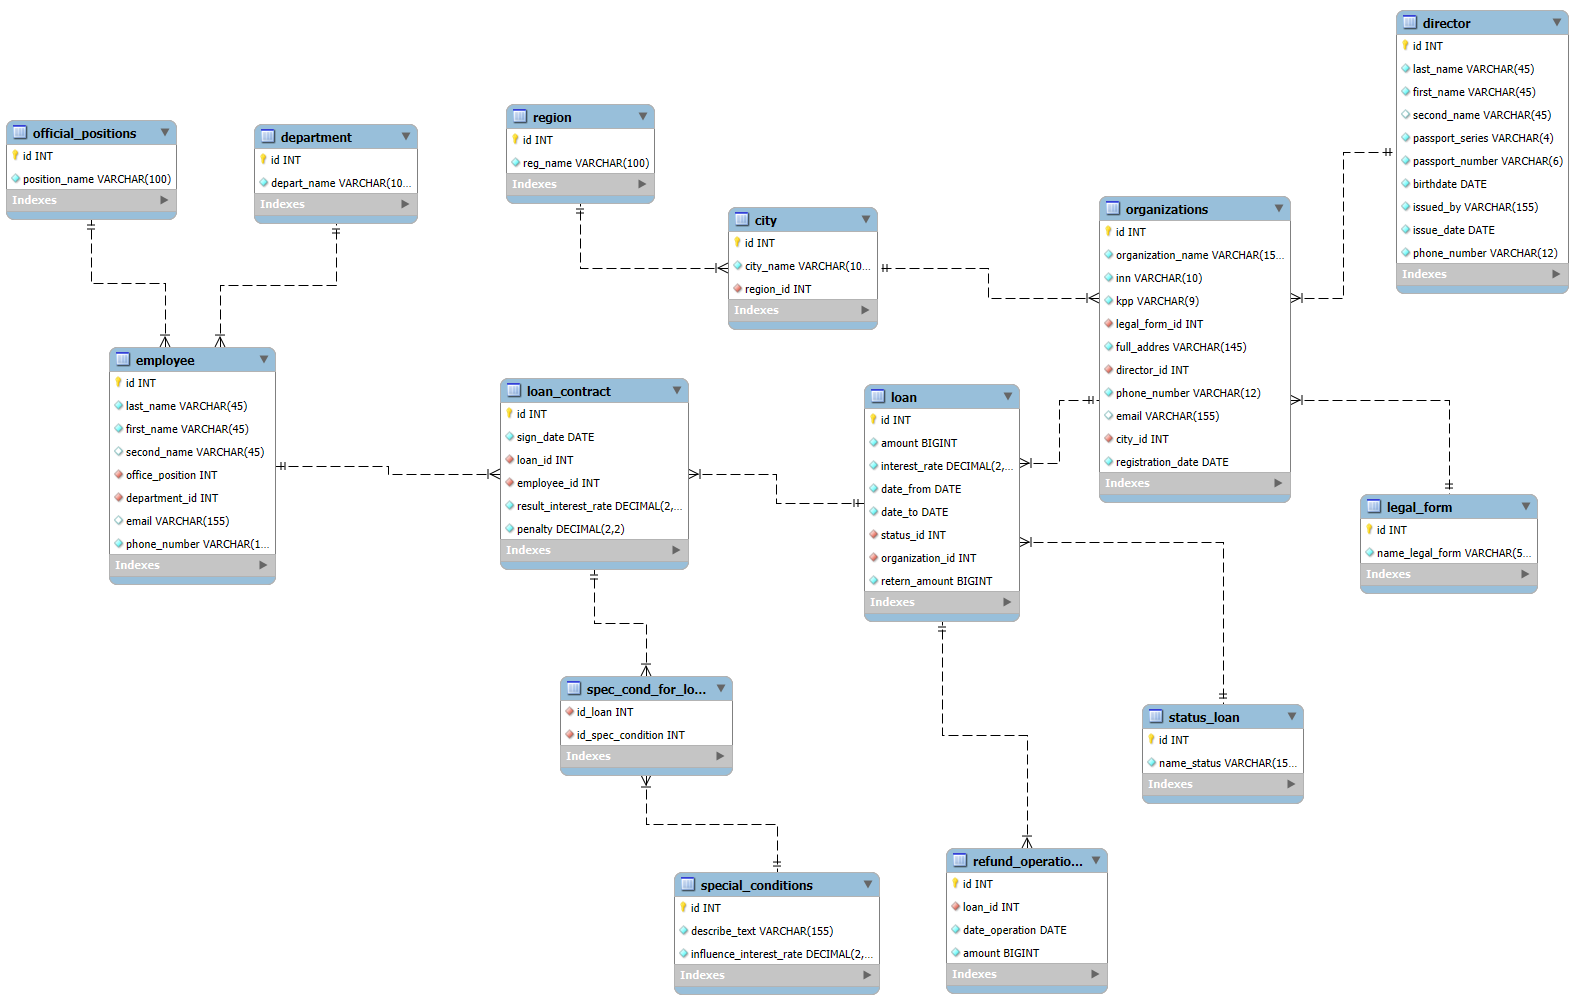 director
id INT
last_name VARCHAR(45)
first_name VARCHAR(45)
second_name VARCHAR(45)
passport_series VARCHAR(4)
passport_number VARCHAR(6)
birthdate DATE
issued_by VARCHAR(155)
issue_date DATE
phone_number VARCHAR(12)
Indexes
official_positions
id INT
position_name VARCHAR(100)
Indexes
department
id INT
depart_name VARCHAR(10...
Indexes
region
id INT
reg_name VARCHAR(100)
Indexes
city
id INT
city_name VARCHAR(10...
region_id INT
Indexes
organizations
id INT
organization_name VARCHAR(15...
inn VARCHAR(10)
kpp VARCHAR(9)
legal_form_id INT
full_addres VARCHAR(145)
director_id INT
phone_number VARCHAR(12)
email VARCHAR(155)
city_id INT
registration_date DATE
Indexes
employee
id INT
last_name VARCHAR(45)
first_name VARCHAR(45)
second_name VARCHAR(45)
office_position INT
department_id INT
email VARCHAR(155)
phone_number VARCHAR(1...
Indexes
loan_contract
id INT
sign_date DATE
loan_id INT
employee_id INT
result_interest_rate DECIMAL(2,...
penalty DECIMAL(2,2)
Indexes
loan
id INT
amount BIGINT
interest_rate DECIMAL(2,...
date_from DATE
date_to DATE
status_id INT
organization_id INT
retern_amount BIGINT
Indexes
legal_form
id INT
name_legal_form VARCHAR(5...
Indexes
spec_cond_for_lo...
id_loan INT
id_spec_condition INT
Indexes
status_loan
id INT
name_status VARCHAR(15...
Indexes
special_conditions
id INT
describe_text VARCHAR(155)
influence_interest_rate DECIMAL(2,...
Indexes
refund_operatio...
id INT
loan_id INT
date_operation DATE
amount BIGINT
Indexes